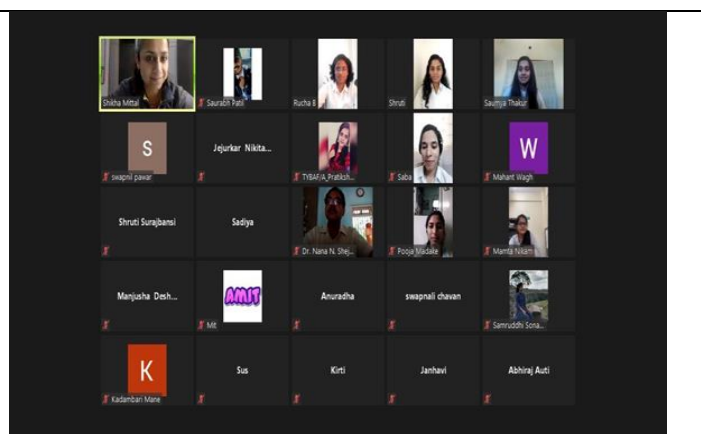 Shikha Mittal
Saurabh Patil
Rucha B
Shruti
Saumya Thakur
S
swapnil pawar
Jejurkar Nikita...
TYBAF/A_Pratiksh...
Saba
W
Mahant Wagh
Shruti Surajbansi
Sadiya
Dr. Nana N. Shej...
Pooja Madake
Mamta Nikam
Manjusha Desh...
AMIT
Mit
Anuradha
swapnali chavan
Samruddhi Sona...
K
Kadambari Mane
Sus
Kirti
Janhavi
Abhiraj Auti